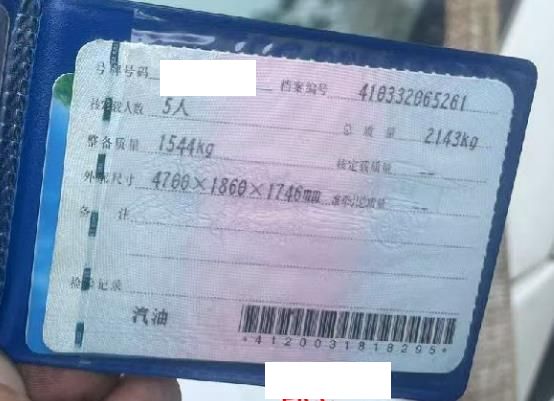 号牌号码 档案编号 410332065261
核定载人数 5人 总质量 2143kg
整备质量 1544kg 核定载质量 --
外廓尺寸 4700×1860×1746mm 准牵引总质量 --
备注
检验记录
汽油
*4120031818295*